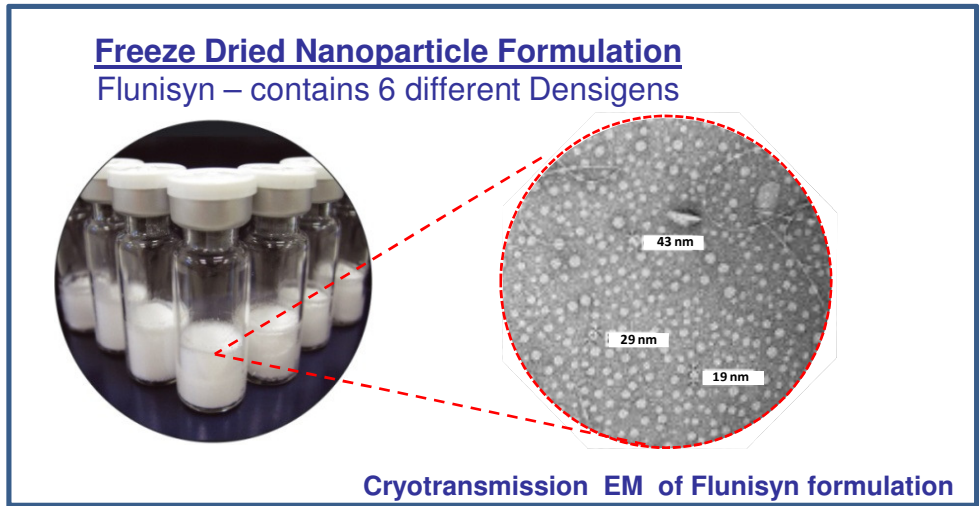 Freeze Dried Nanoparticle Formulation
Flunisyn – contains 6 different Densigens
43 nm
29 nm
19 nm
Cryotransmission EM of Flunisyn formulation